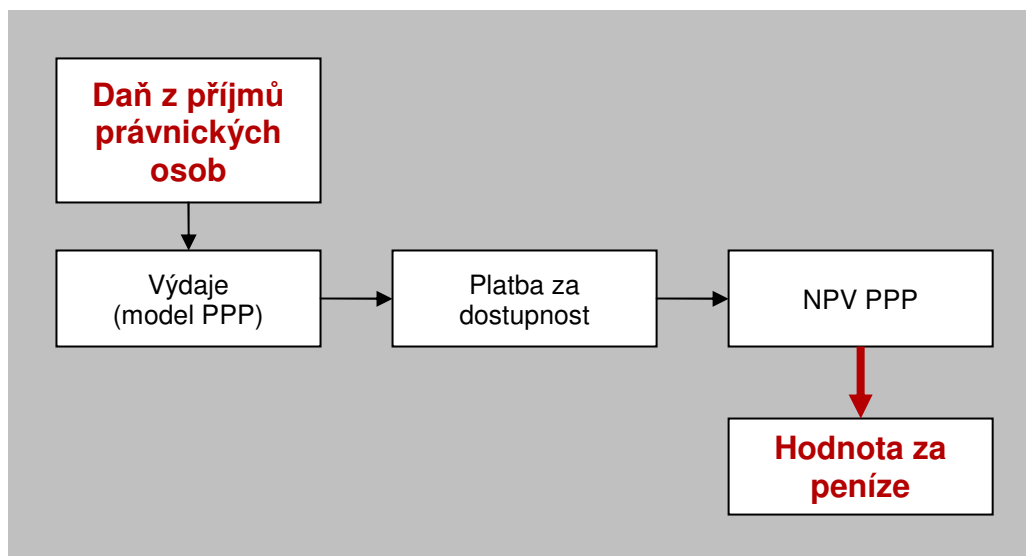 Daň z příjmů
právnických
osob
Výdaje
(model PPP)
Platba za
dostupnost
NPV PPP
Hodnota za
peníze